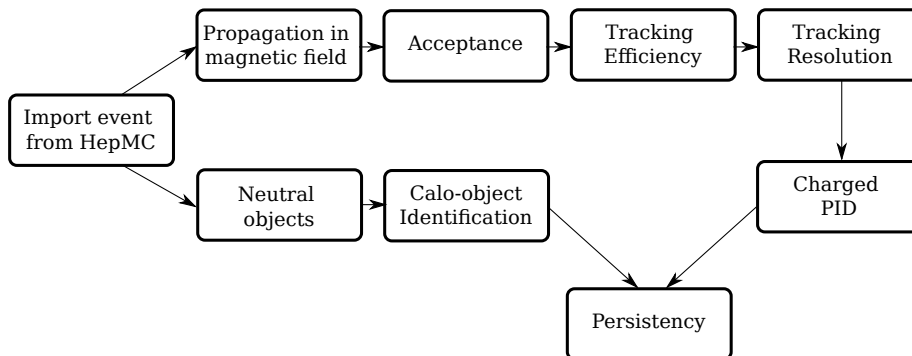 Propagation in
magnetic field
Acceptance
Tracking
Efficiency
Tracking
Resolution
Import event
from HepMC
Neutral
objects
Calo-object
Identification
Charged
PID
Persistency